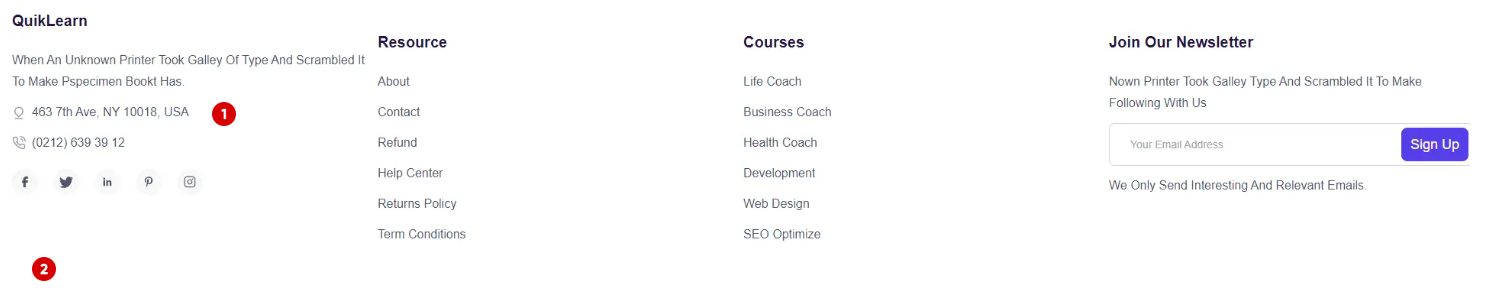 QuikLearn
When An Unknown Printer Took Galley Of Type And Scrambled It
To Make Pspecimen Bookt Has.
463 7th Ave, NY 10018, USA
1
(0212) 639 39 12
2
Resource
About
Contact
Refund
Help Center
Returns Policy
Term Conditions
Courses
Life Coach
Business Coach
Health Coach
Development
Web Design
SEO Optimize
Join Our Newsletter
Nown Printer Took Galley Type And Scrambled It To Make
Following With Us
Your Email Address
Sign Up
We Only Send Interesting And Relevant Emails.